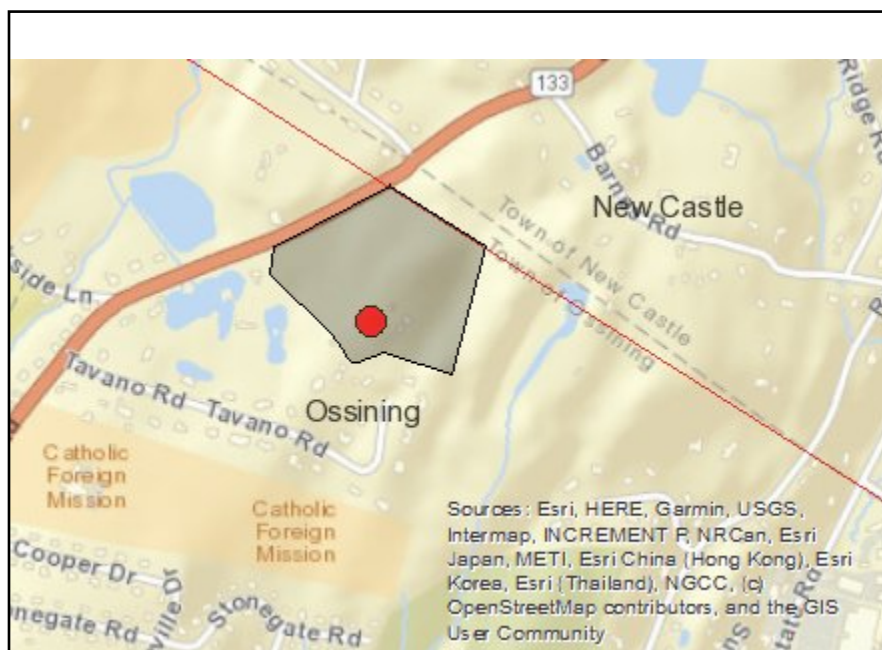 133
Ridge Rd
Barnes Rd
New Castle
Town of New Castle
Town of Ossining
Ln
Tavano Rd
Tavano Rd
Ossining
Catholic
Foreign
Mission
Catholic
Foreign
Mission
Cooper Dr
Stonegate Rd
Rd
Sources: Esri, HERE, Garmin, USGS,
Intermap, INCREMENT P, NRCan, Esri
Japan, METI, Esri China (Hong Kong), Esri
Korea, Esri (Thailand), NGCC, (c)
OpenStreetMap contributors, and the GIS
User Community